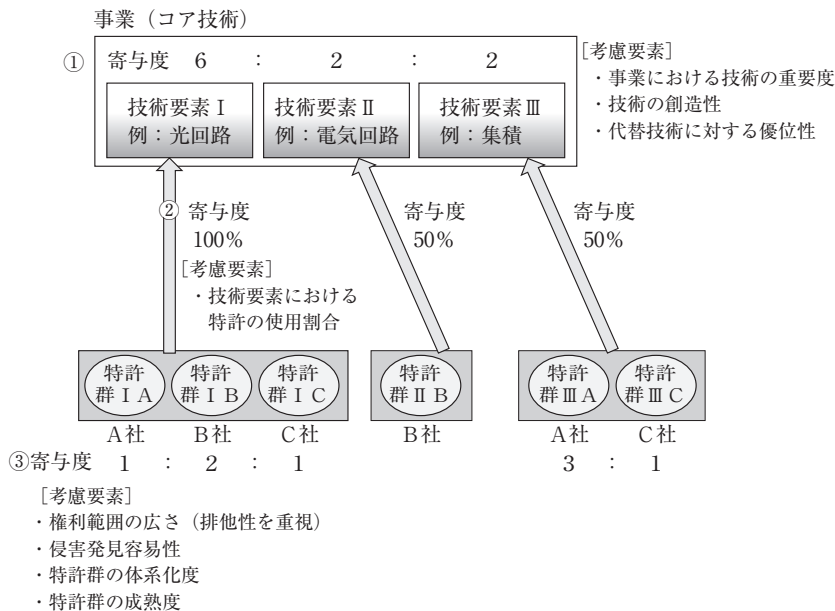 事業（コア技術）
① 寄与度 6 : 2 : 2
技術要素Ⅰ
例：光回路
技術要素Ⅱ
例：電気回路
技術要素Ⅲ
例：集積
［考慮要素］
・事業における技術の重要度
・技術の創造性
・代替技術に対する優位性
② 寄与度
100%
［考慮要素］
・技術要素における
特許の使用割合
寄与度
50%
寄与度
50%
特許
群ⅠA
特許
群ⅠB
特許
群ⅠC
特許
群ⅡB
特許
群ⅢA
特許
群ⅢC
A社 B社 C社 B社 A社 C社
③寄与度 1 : 2 : 1 3 : 1
［考慮要素］
・権利範囲の広さ（排他性を重視）
・侵害発見容易性
・特許群の体系化度
・特許群の成熟度